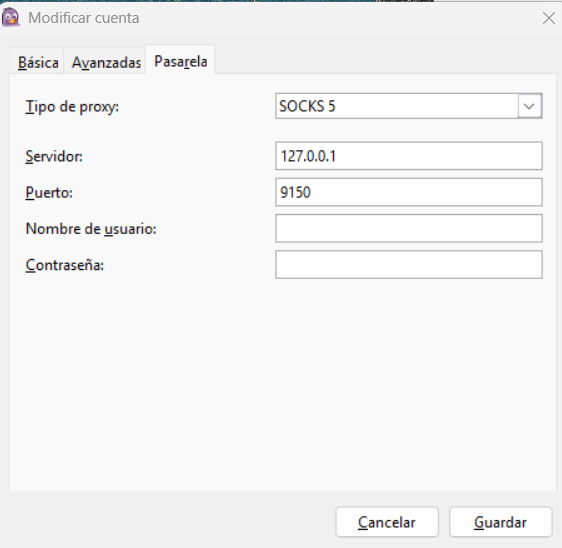 Modificar cuenta
Básica Avanzadas Pasarela
Tipo de proxy: SOCKS 5
Servidor: 127.0.0.1
Puerto: 9150
Nombre de usuario:
Contraseña:
Cancelar Guardar